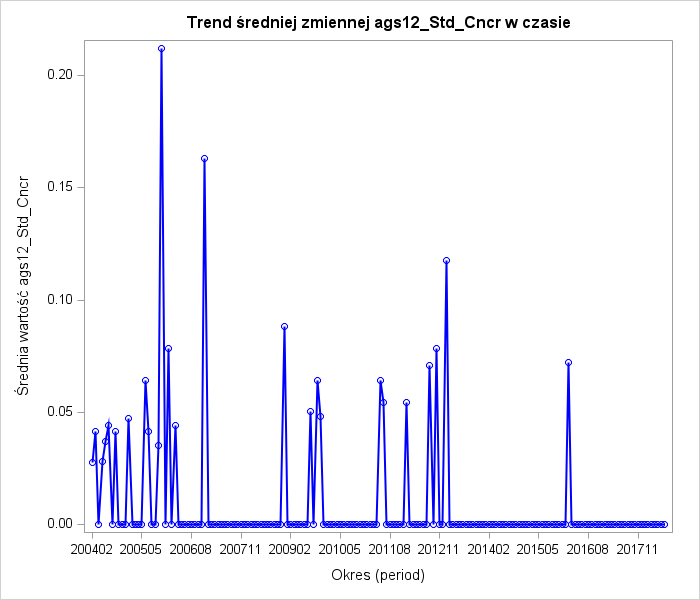 Trend średniej zmiennej ags12_Std_Cncr w czasie
Średnia wartość ags12_Std_Cncr
0.20
0.15
0.10
0.05
0.00
200402 200505 200608 200711 200902 201005 201108 201211 201402 201505 201608 201711
Okres (period)